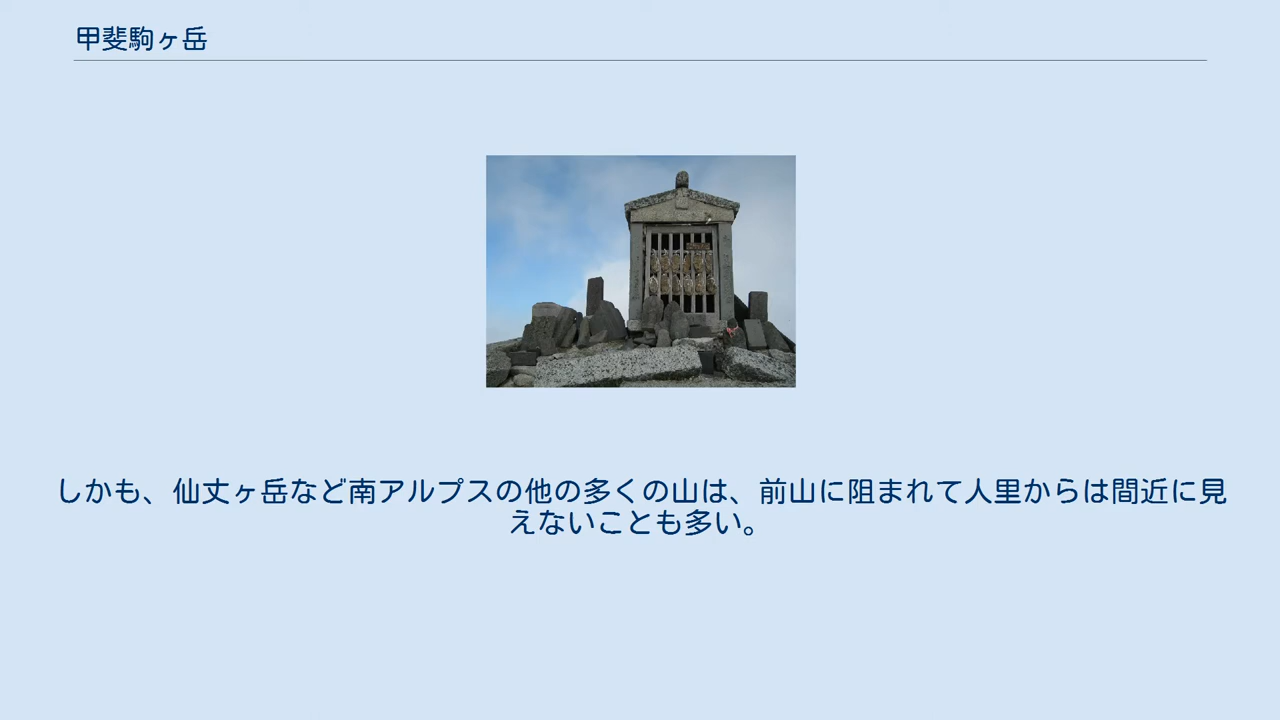 甲斐駒ヶ岳
しかも、仙丈ヶ岳など南アルプスの他の多くの山は、前山に阻まれて人里からは間近に見
えないことも多い。